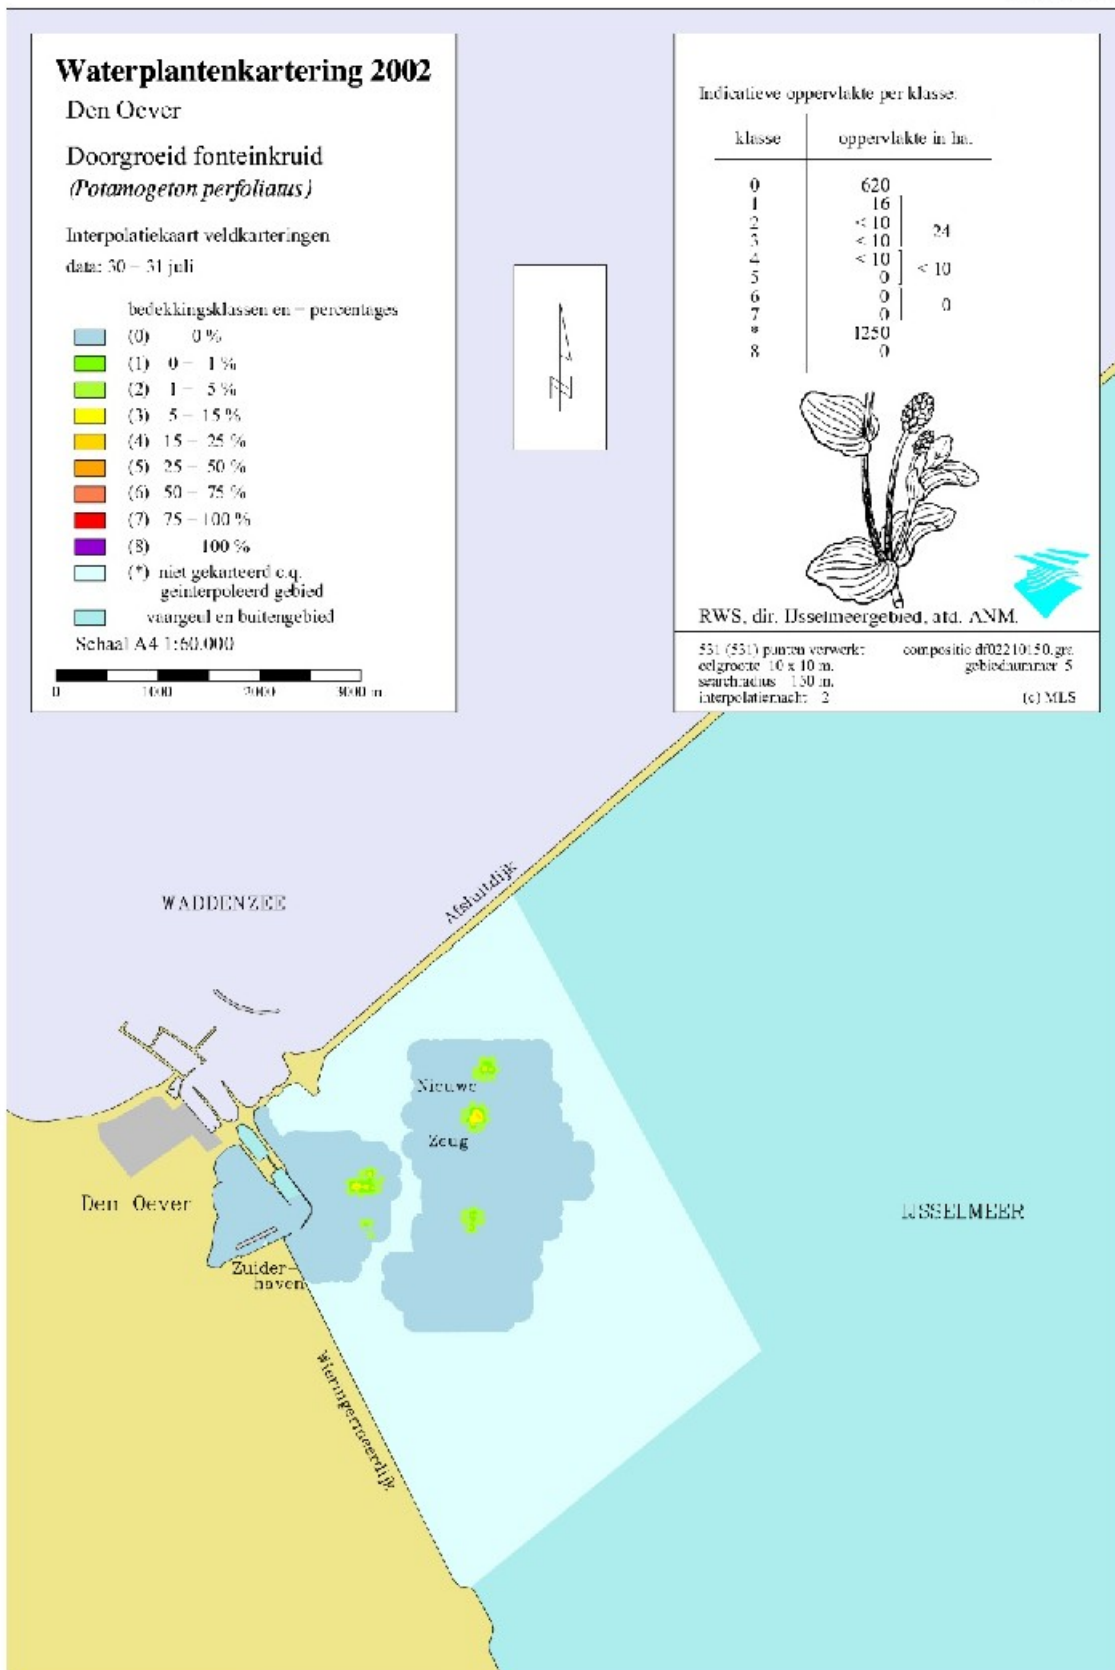 Waterplantenkartering 2002
Den Oever
Doorgroeid fonteinkruid
(Potamogeton perfoliatus)
Interpolatiekaart veldkarteringen
data: 30 – 31 juli
bedekkingsklassen en – percentages
(0) 0 %
(1) 0 – 1 %
(2) 1 – 5 %
(3) 5 – 15 %
(4) 15 – 25 %
(5) 25 – 50 %
(6) 50 – 75 %
(7) 75 – 100 %
(8) 100 %
(*) niet gekarteerd c.q.
geinterpoleerd gebied
vaargeul en buitengebied
Schaal A4 1:60.000
0 1000 2000 3000 m
Indicatieve oppervlakte per klasse:
klasse oppervlakte in ha.
0 620
1 16
2 < 10
3 < 10
24
4 < 10
5 0
< 10
6 0
7 0
0
* 1250
8 0
RWS, dir. IJsselmeergebied, afd. ANM.
531 (531) punten verwerkt compositie df02210150.gra
celgrootte 10 x 10 m. gebiednummer 5
searchradius 150 m.
interpolatiemacht 2 (c) MLS
WADDENZEE
Afsluitdijk
Nieuwe
Zeug
Den Oever
IJSSELMEER
Zuider–
haven
Wieringermeerdijk